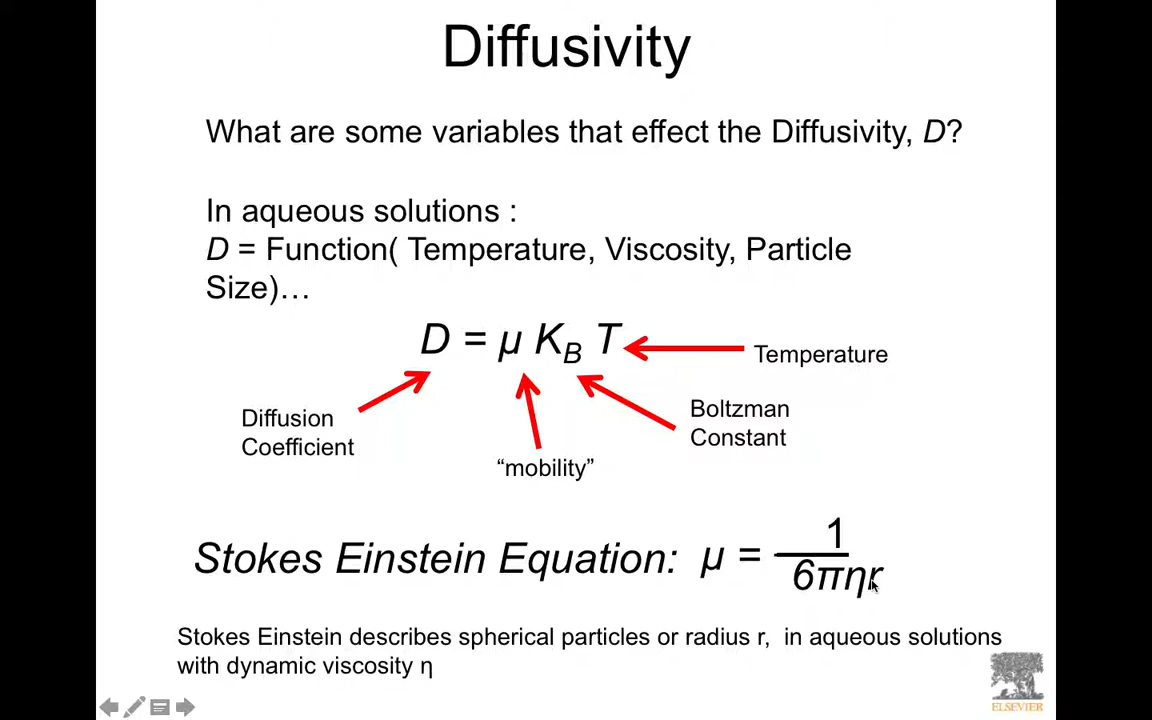 Diffusivity
What are some variables that effect the Diffusivity, D?
In aqueous solutions :
D = Function( Temperature, Viscosity, Particle
Size)…
D = μ K_B T
Temperature
Diffusion
Coefficient
Boltzman
Constant
“mobility”
Stokes Einstein Equation: μ = 1
6πηr
Stokes Einstein describes spherical particles or radius r, in aqueous solutions
with dynamic viscosity η
ELSEVIER